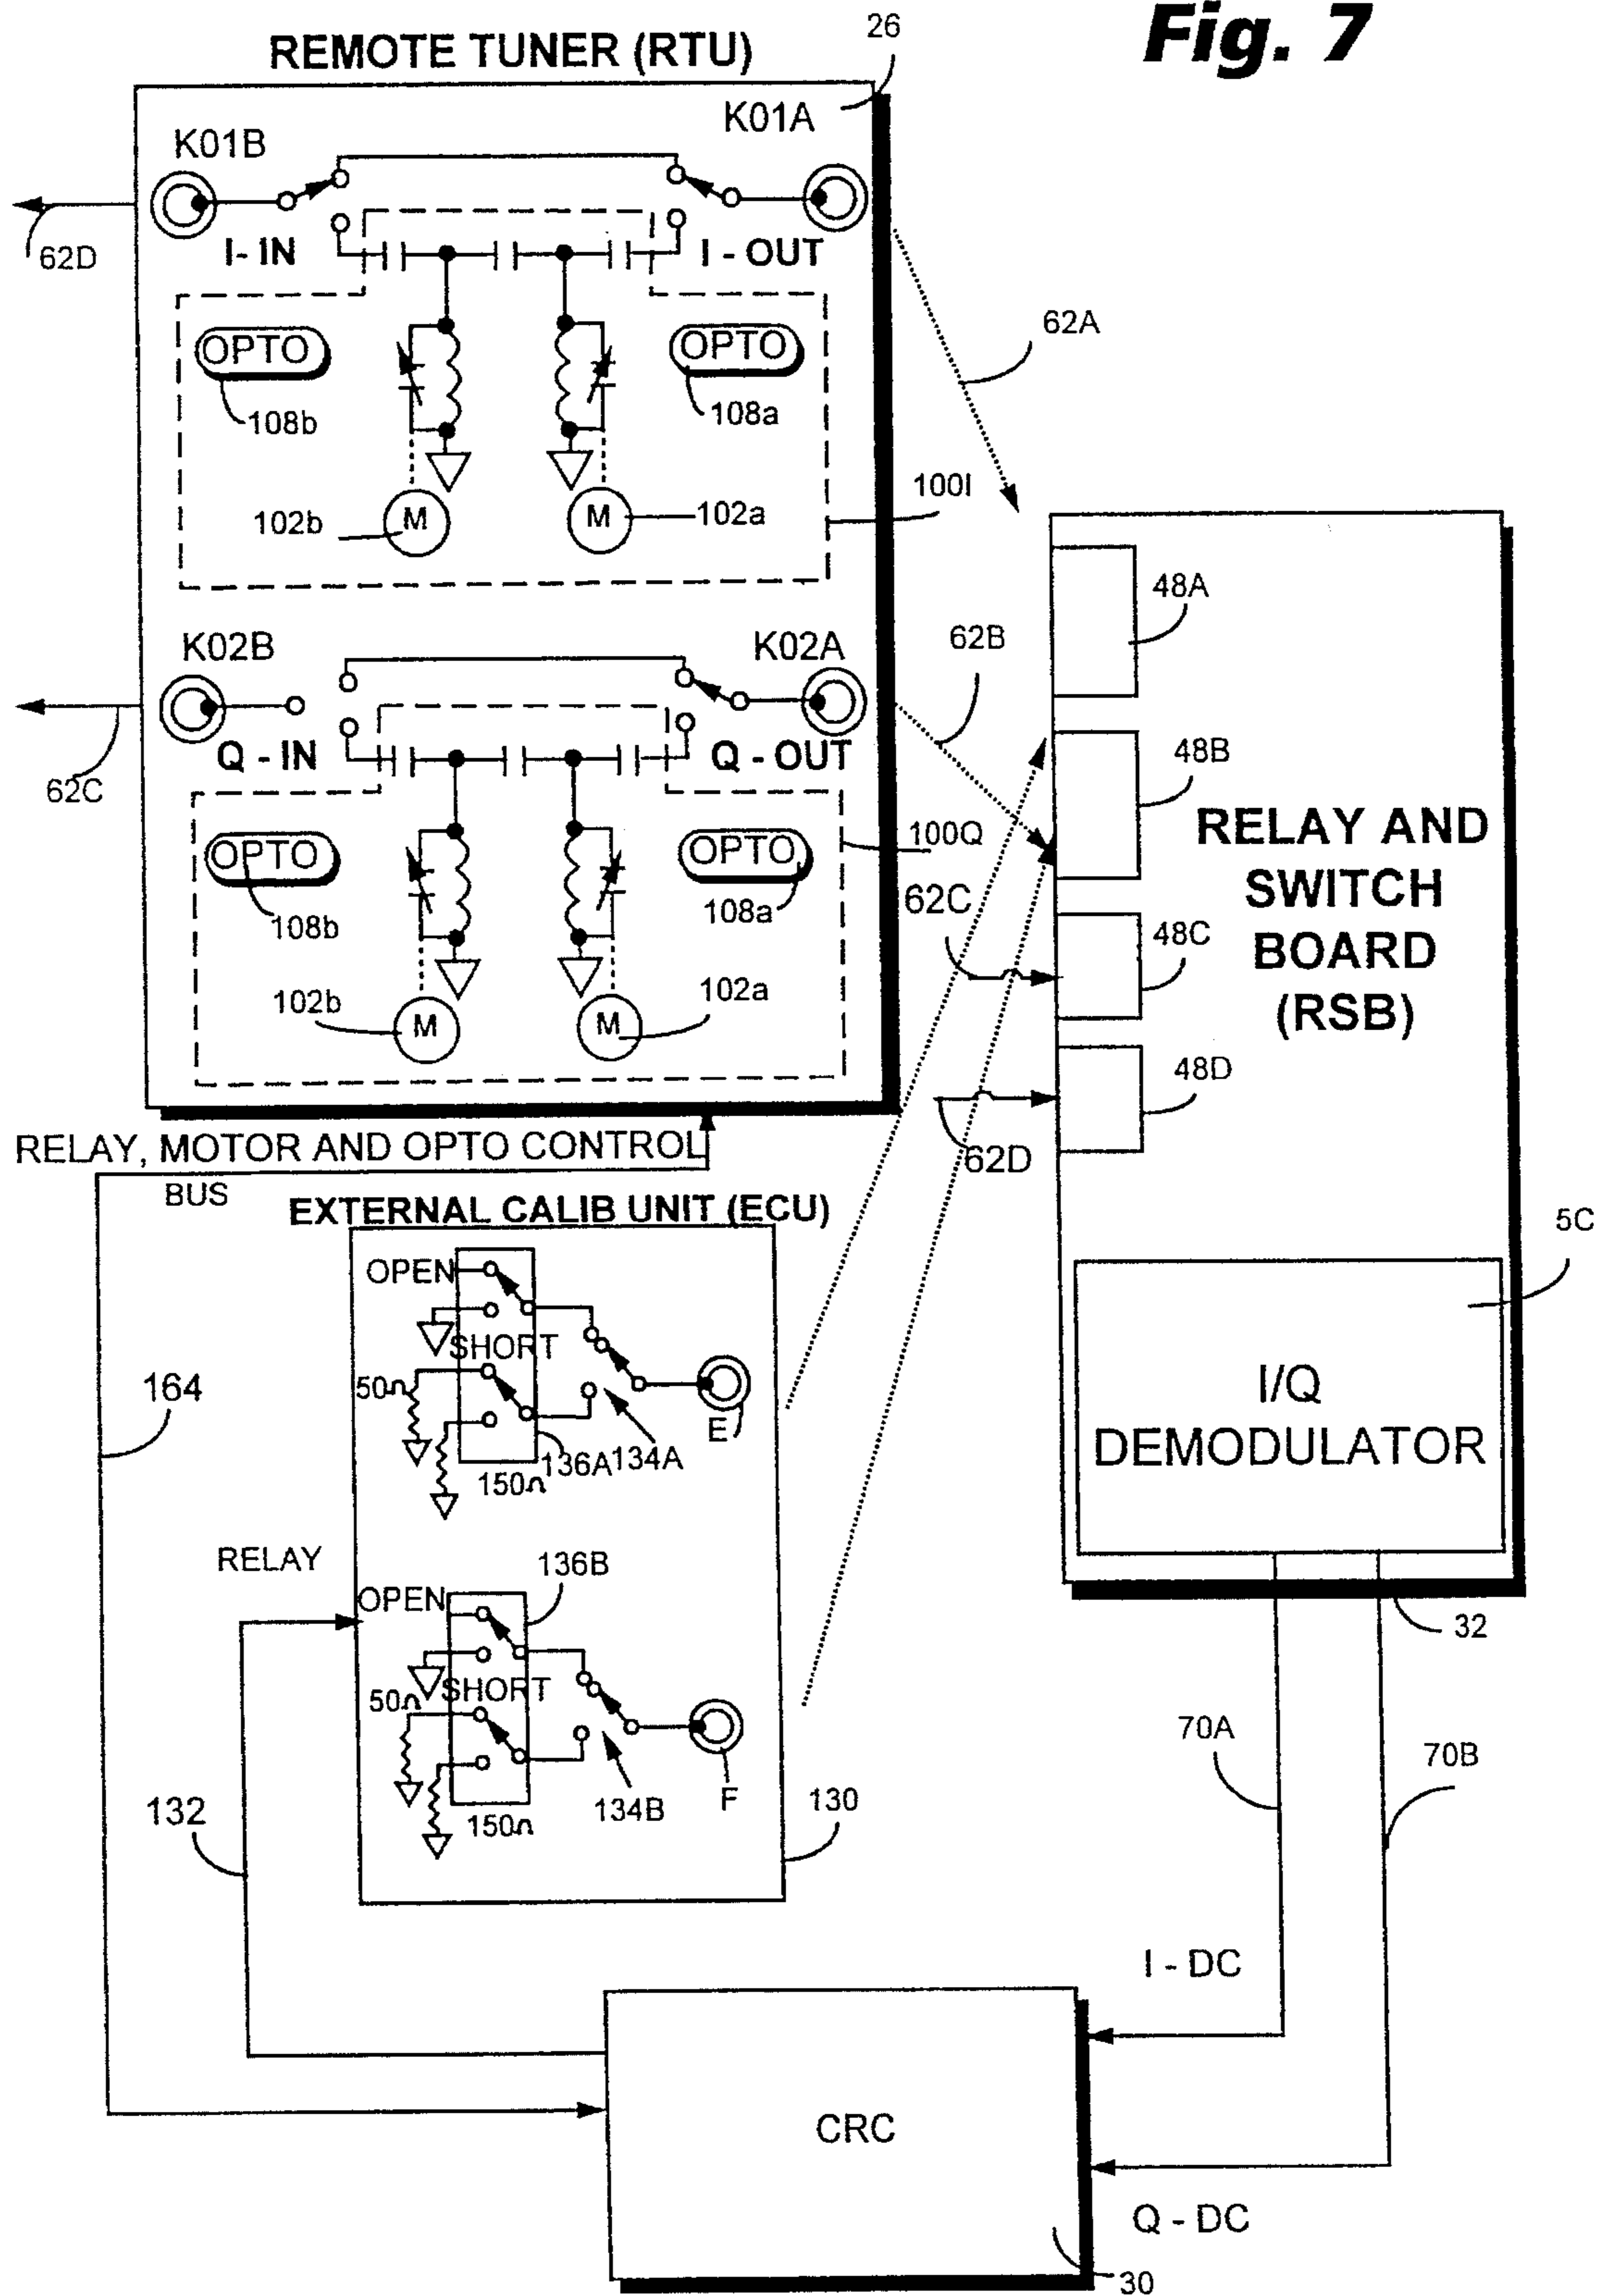 Fig. 7
26
REMOTE TUNER (RTU)
K01A
K01B
62D
I- IN
I - OUT
62A
OPTO
OPTO
108b
108a
100I
102b
M
M
102a
48A
K02B
K02A
62B
Q - IN
Q - OUT
48B
62C
RELAY AND
SWITCH
BOARD
(RSB)
OPTO
OPTO
100Q
108b
108a
62C
48C
102b
M
M
102a
48D
62D
RELAY, MOTOR AND OPTO CONTROL
BUS
EXTERNAL CALIB UNIT (ECU)
5C
OPEN
SHORT
50Ω
E
164
136A
134A
150Ω
I/Q
DEMODULATOR
RELAY
136B
OPEN
SHORT
50Ω
32
70A
70B
F
134B
130
150Ω
132
I - DC
CRC
Q - DC
30